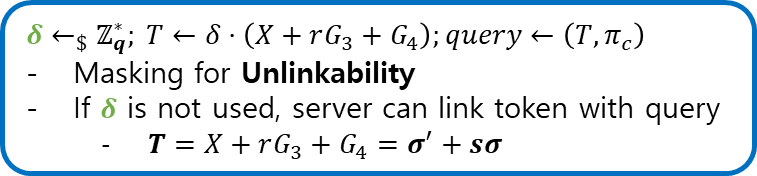 δ ←$ ℤ*q; T ← δ · (X + rG₃ + G₄); query ← (T, πc)
- Masking for Unlinkability
- If δ is not used, server can link token with query
- T = X + rG₃ + G₄ = σ′ + sσ